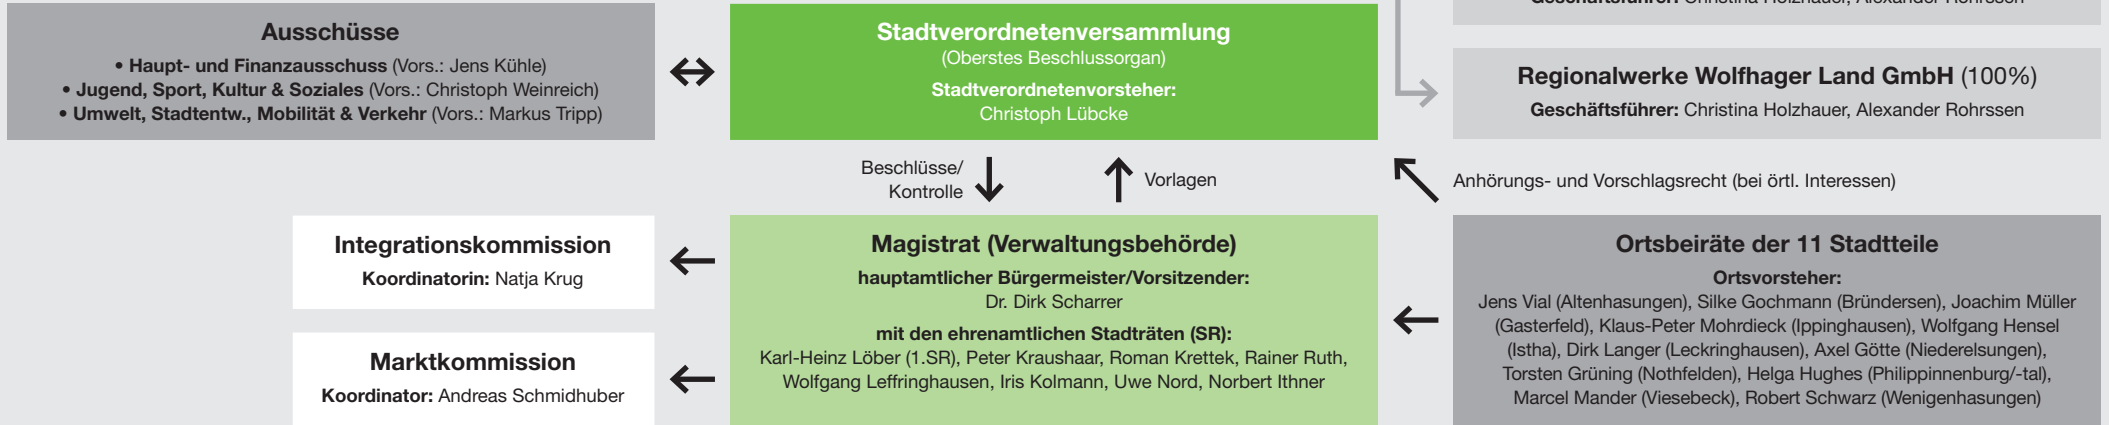 Ausschüsse
• Haupt- und Finanzausschuss (Vors.: Jens Kühle)
• Jugend, Sport, Kultur & Soziales (Vors.: Christoph Weinreich)
• Umwelt, Stadtentw., Mobilität & Verkehr (Vors.: Markus Tripp)
Stadtverordnetenversammlung
(Oberstes Beschlussorgan)
Stadtverordnetenvorsteher:
Christoph Lübcke
Geschäftsführer: Christina Holzhauer, Alexander Rohrssen
Regionalwerke Wolfhager Land GmbH (100%)
Geschäftsführer: Christina Holzhauer, Alexander Rohrssen
Beschlüsse/
Kontrolle
Vorlagen
Anhörungs- und Vorschlagsrecht (bei örtl. Interessen)
Integrationskommission
Koordinatorin: Natja Krug
Marktkommission
Koordinator: Andreas Schmidhuber
Magistrat (Verwaltungsbehörde)
hauptamtlicher Bürgermeister/Vorsitzender:
Dr. Dirk Scharrer
mit den ehrenamtlichen Stadträten (SR):
Karl-Heinz Löber (1.SR), Peter Kraushaar, Roman Krettek, Rainer Ruth,
Wolfgang Leffringhausen, Iris Kolmann, Uwe Nord, Norbert Ithner
Ortsbeiräte der 11 Stadtteile
Ortsvorsteher:
Jens Vial (Altenhasungen), Silke Gochmann (Bründersen), Joachim Müller
(Gasterfeld), Klaus-Peter Mohrdieck (Ippinghausen), Wolfgang Hensel
(Istha), Dirk Langer (Leckringhausen), Axel Götte (Niederelsungen),
Torsten Grüning (Nothfelden), Helga Hughes (Philippinnenburg/-tal),
Marcel Mander (Viesebeck), Robert Schwarz (Wenigenhasungen)